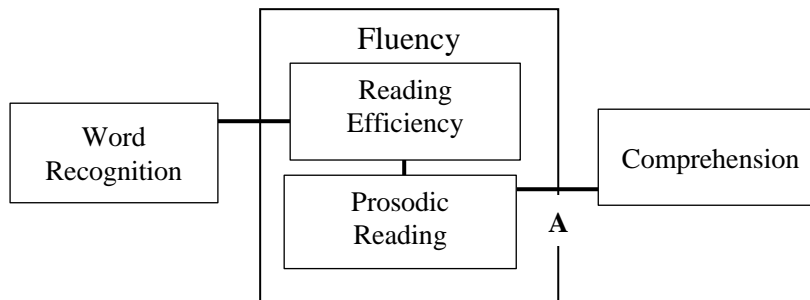 Fluency
Reading
Efficiency
Word
Recognition
Comprehension
Prosodic
Reading
A